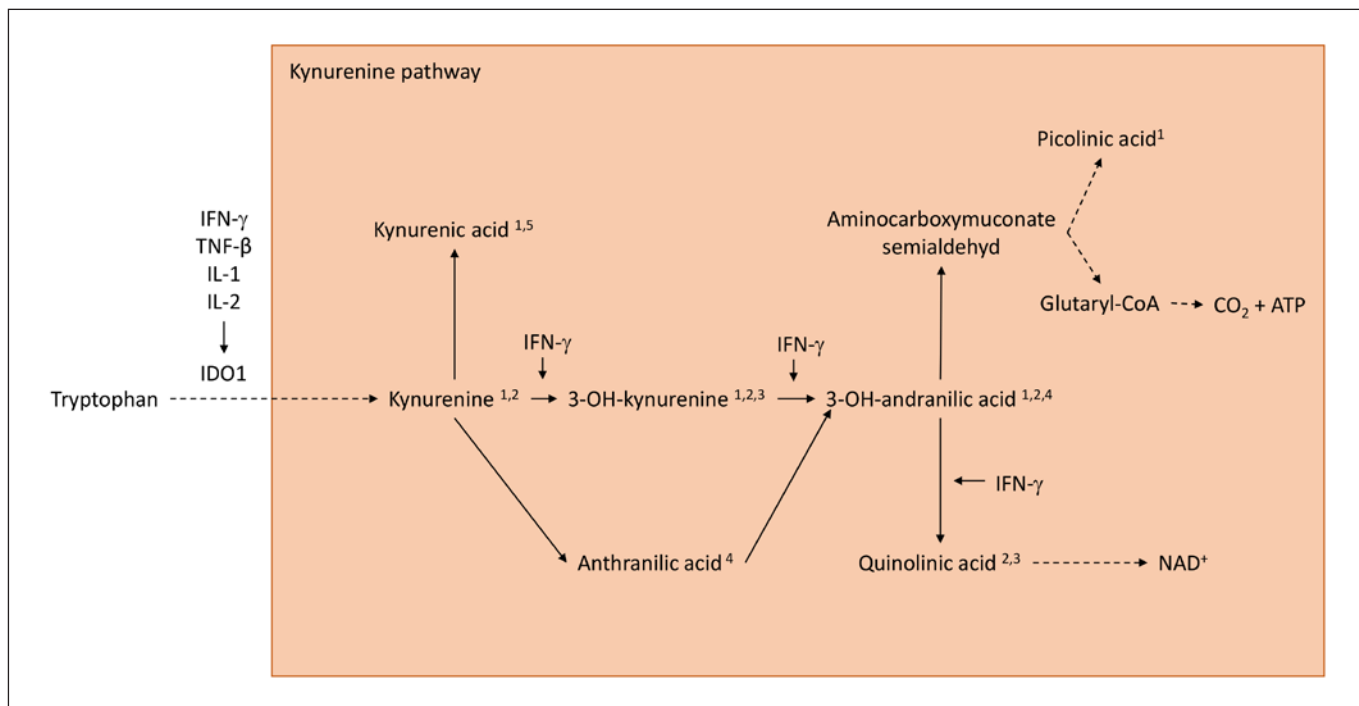 Kynurenine pathway
Picolinic acid¹
IFN-γ
TNF-β
IL-1
IL-2
Kynurenic acid ¹,⁵
Aminocarboxymuconate
semialdehyd
Glutaryl-CoA
CO₂ + ATP
IFN-γ
IFN-γ
IDO1
Tryptophan
Kynurenine ¹,²
3-OH-kynurenine ¹,²,³
3-OH-andranilic acid ¹,²,⁴
IFN-γ
Anthranilic acid ⁴
Quinolinic acid ²,³
NAD⁺